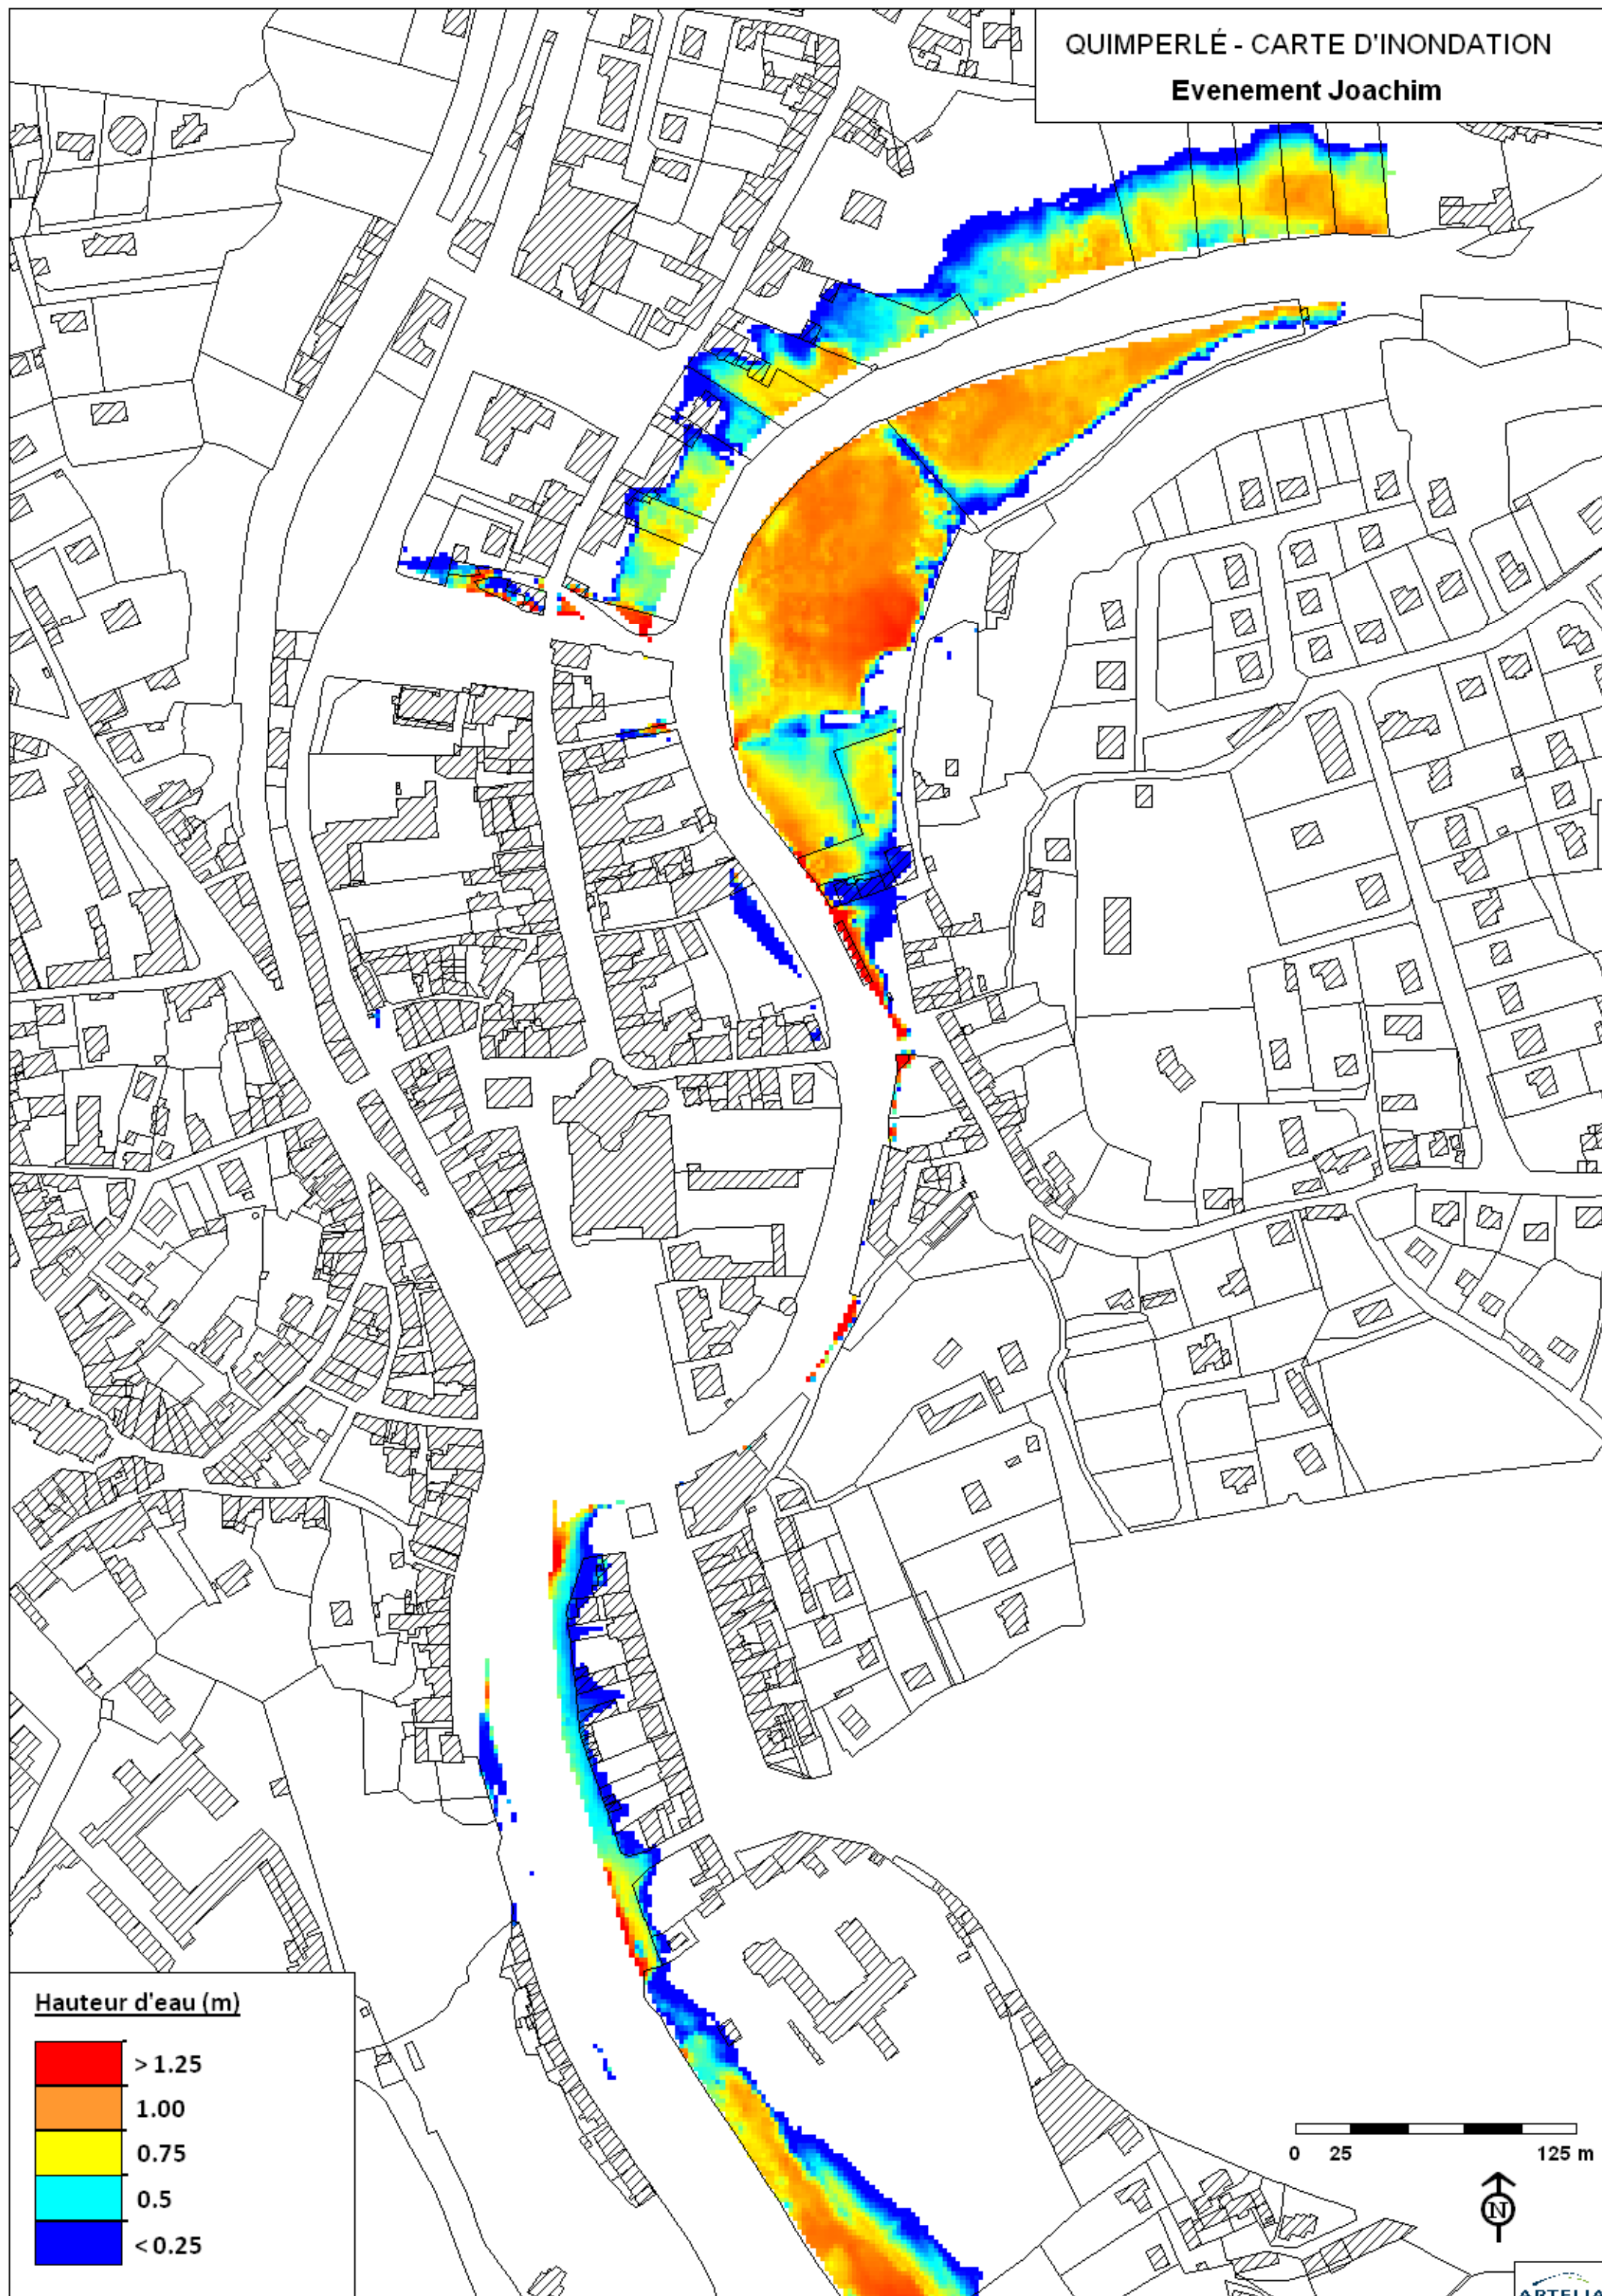 QUIMPERLÉ - CARTE D'INONDATION
Evenement Joachim
Hauteur d'eau (m)
> 1.25
1.00
0.75
0.5
< 0.25
0 25 125 m
N
ARTELIA